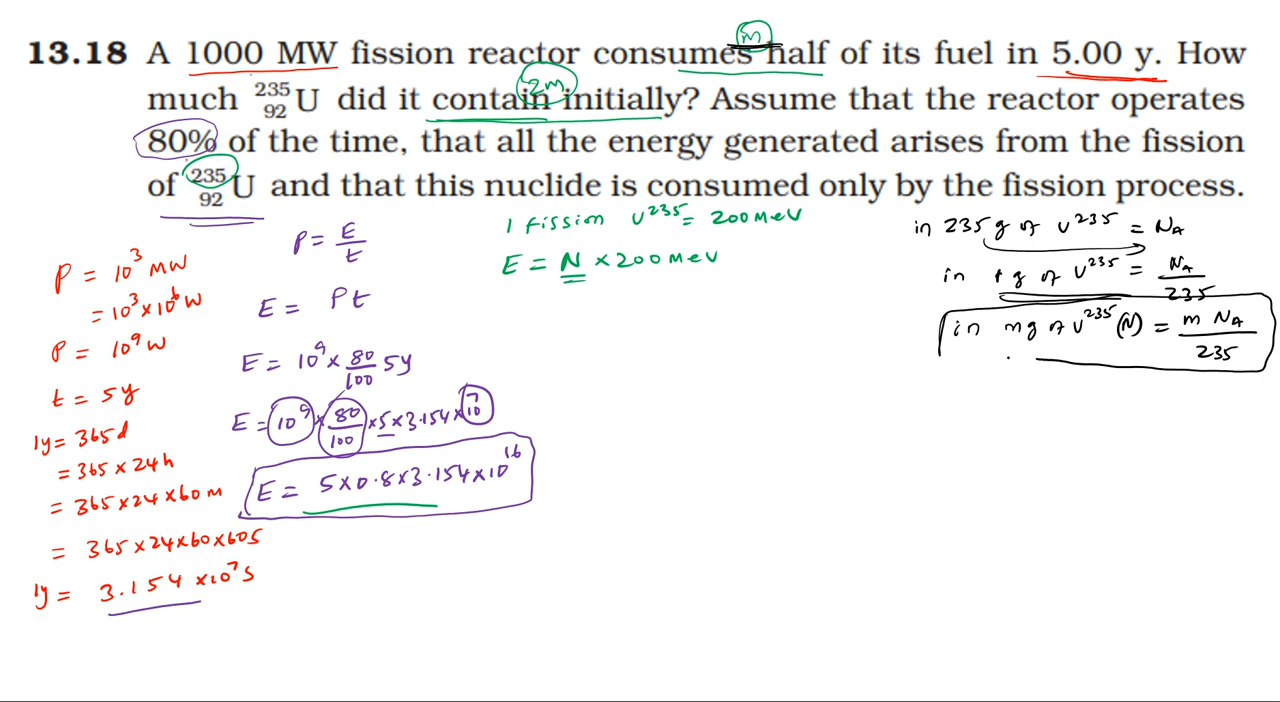 13.18 A 1000 MW fission reactor consumes half of its fuel in 5.00 y. How
m
much ²³⁵₉₂U did it contain initially? Assume that the reactor operates
2m
80% of the time, that all the energy generated arises from the fission
of ²³⁵₉₂U and that this nuclide is consumed only by the fission process.
P = 10³ MW
= 10³ × 10⁶ W
P = 10⁹ W
t = 5y
1y = 365d
= 365 × 24h
= 365 × 24 × 60 m
= 365 × 24 × 60 × 60s
1y = 3.154 × 10⁷ s
P = E/t
E = Pt
E = 10⁹ × 80/100 5y
E = 10⁹ × 80/100 × 5 × 3.154 × 10⁷
E = 5 × 0.8 × 3.154 × 10¹⁶
1 fission U²³⁵ = 200 MeV
E = N × 200 MeV
in 235 g of U²³⁵ = N_A
in 1 g of U²³⁵ = N_A/235
in m g of U²³⁵ (N) = m N_A/235